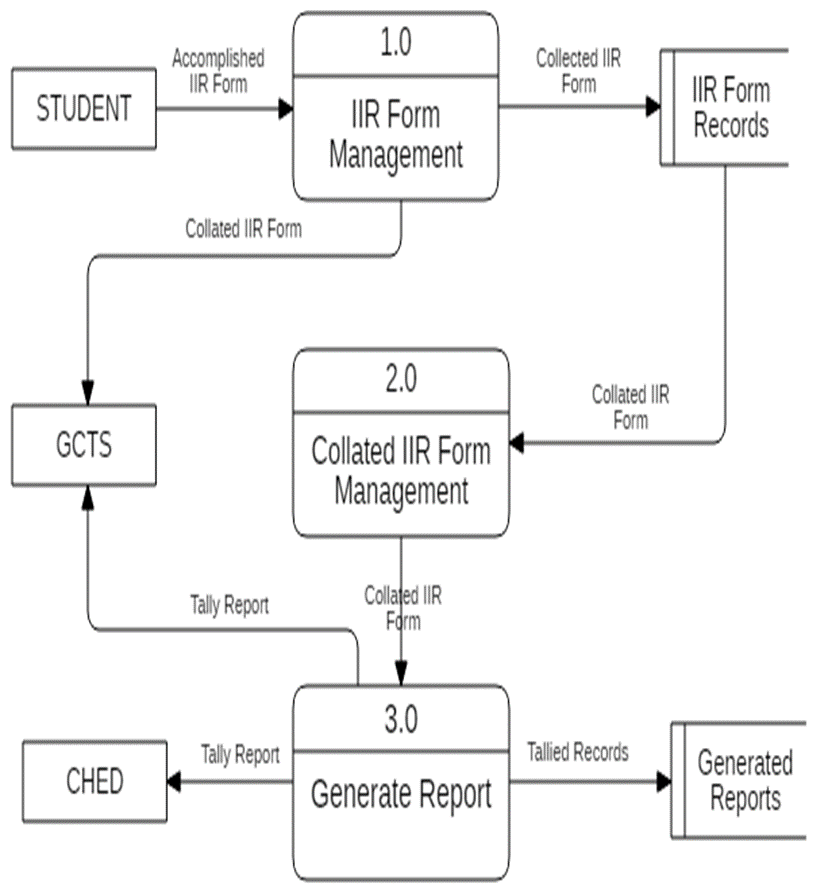 1.0
Accomplished
IIR Form
Collected IIR
Form
STUDENT
IIR Form
Management
IIR Form
Records
Collated IIR Form
2.0
Collated IIR
Form
GCTS
Collated IIR Form
Management
Collated IIR
Form
Tally Report
3.0
Tally Report
Tallied Records
CHED
Generate Report
Generated
Reports